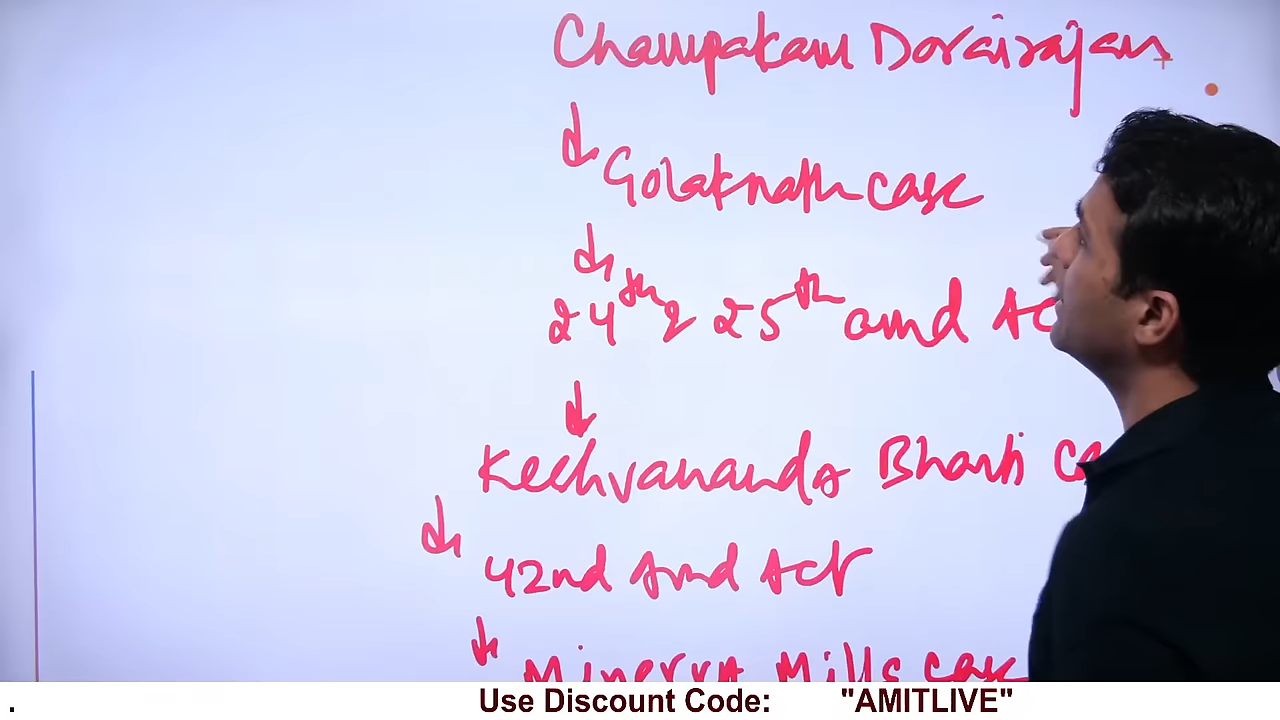 Champakam Dorairajan
Golaknath case
24th & 25th amd Act
Keshvananda Bharti ca
42nd Amd Act
Minerva Mills case
. Use Discount Code: "AMITLIVE"